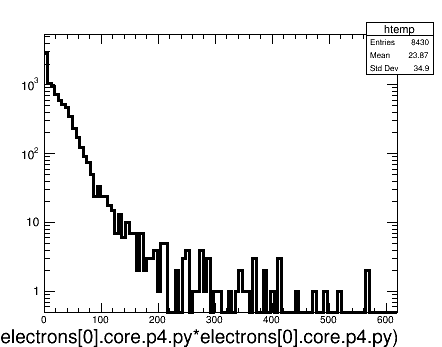 htemp
Entries 8430
Mean 23.87
Std Dev 34.9
10³
10²
10
1
0 100 200 300 400 500 600
electrons[0].core.p4.py*electrons[0].core.p4.py)